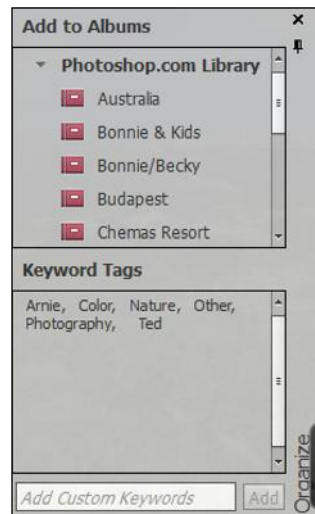 Add to Albums
Photoshop.com Library
Australia
Bonnie & Kids
Bonnie/Becky
Budapest
Chemas Resort
Keyword Tags
Arnie, Color, Nature, Other,
Photography, Ted
Add Custom Keywords
Add
Organize